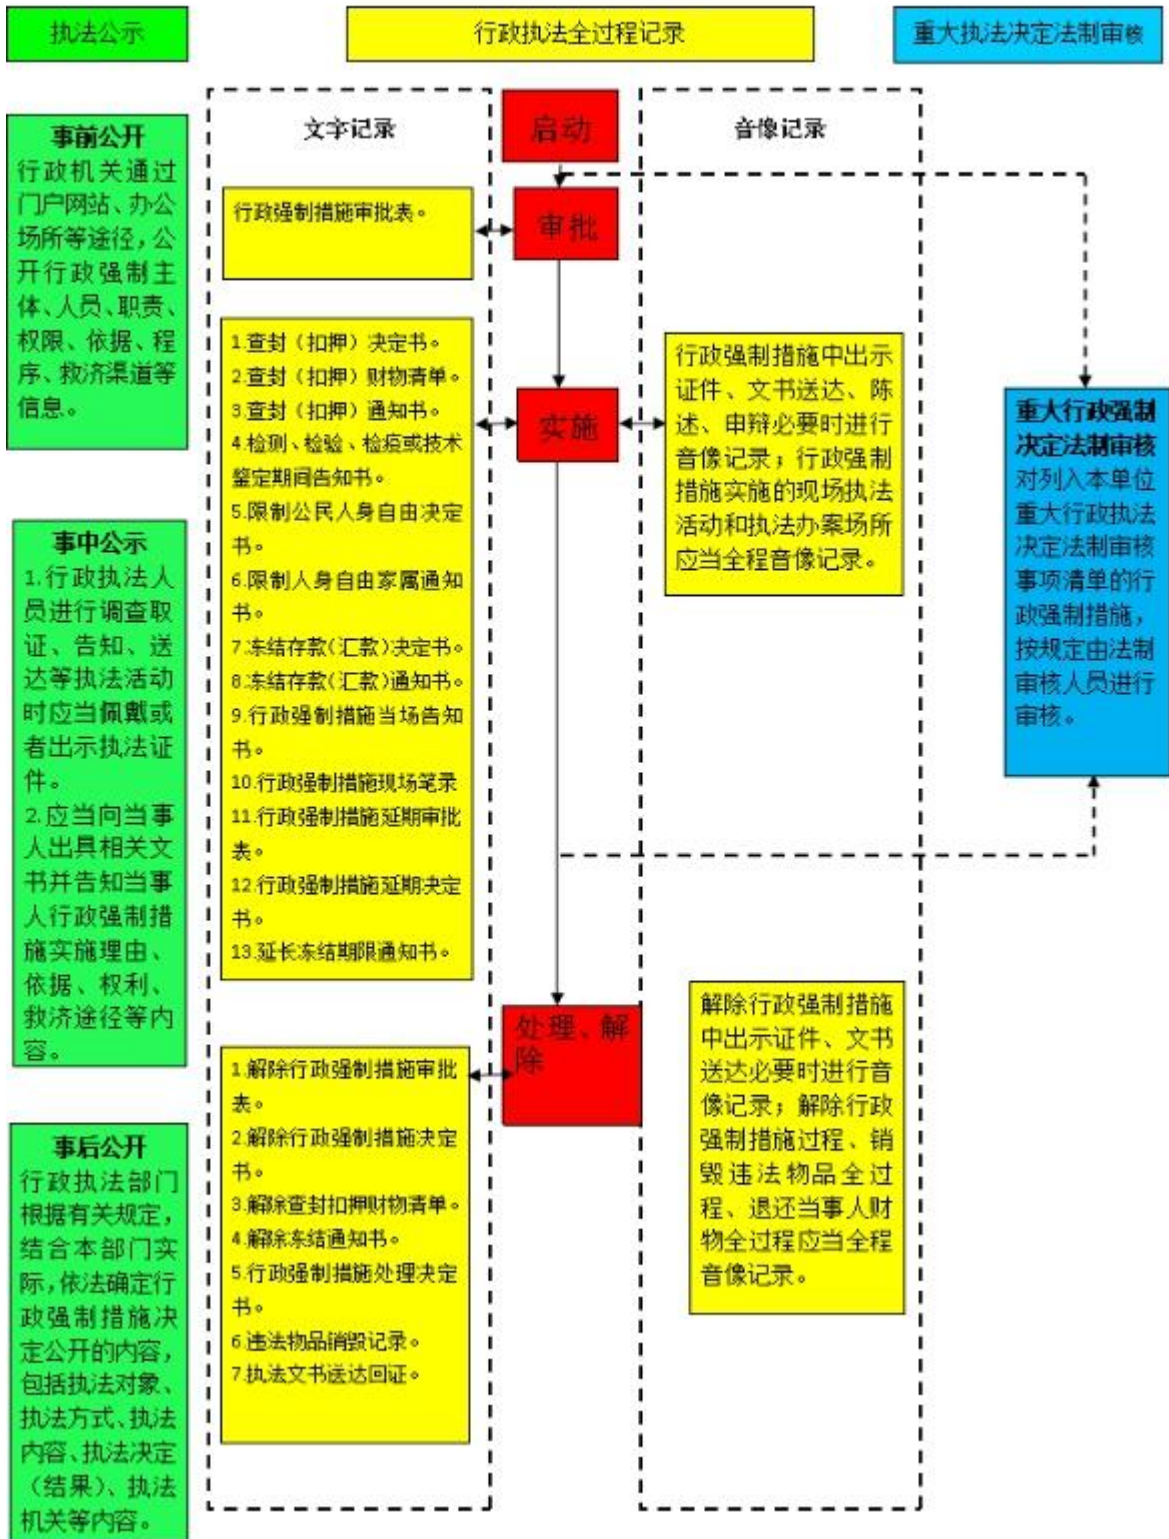 执法公示
行政执法全过程记录
重大执法决定法制审核
事前公开
行政机关通过
门户网站、办公
场所等途径，公
开行政强制主
体、人员、职责、
权限、依据、程
序、救济渠道等
信息。
事中公示
1.行政执法人
员进行调查取
证、告知、送
达等执法活动
时应当佩戴或
者出示执法证
件。
2.应当向当事
人出具相关文
书并告知当事
人行政强制措
施实施理由、
依据、权利、
救济途径等内
容。
事后公开
行政执法部门
根据有关规定，
结合本部门实
际，依法确定行
政强制措施决
定公开的内容，
包括执法对象、
执法方式、执法
内容、执法决定
（结果）、执法
机关等内容。
文字记录
行政强制措施审批表。
1.查封（扣押）决定书。
2.查封（扣押）财物清单。
3.查封（扣押）通知书。
4.检测、检验、检疫或技术
鉴定期间告知书。
5.限制公民人身自由决定
书。
6.限制人身自由家属通知
书。
7.冻结存款(汇款)决定书。
8.冻结存款(汇款)通知书。
9.行政强制措施当场告知
书。
10.行政强制措施现场笔录
11.行政强制措施延期审批
表。
12.行政强制措施延期决定
书。
13.延长冻结期限通知书。
1.解除行政强制措施审批
表。
2.解除行政强制措施决定
书。
3.解除查封扣押财物清单。
4.解除冻结通知书。
5.行政强制措施处理决定
书。
6.违法物品销毁记录。
7.执法文书送达回证。
启动
审批
实施
处理、解
除
音像记录
行政强制措施中出示
证件、文书送达、陈
述、申辩必要时进行
音像记录；行政强制
措施实施的现场执法
活动和执法办案场所
应当全程音像记录。
解除行政强制措施
中出示证件、文书
送达必要时进行音
像记录；解除行政
强制措施过程、销
毁违法物品全过
程、退还当事人财
物全过程应当全程
音像记录。
重大行政强制
决定法制审核
对列入本单位
重大行政执法
决定法制审核
事项清单的行
政强制措施，
按规定由法制
审核人员进行
审核。